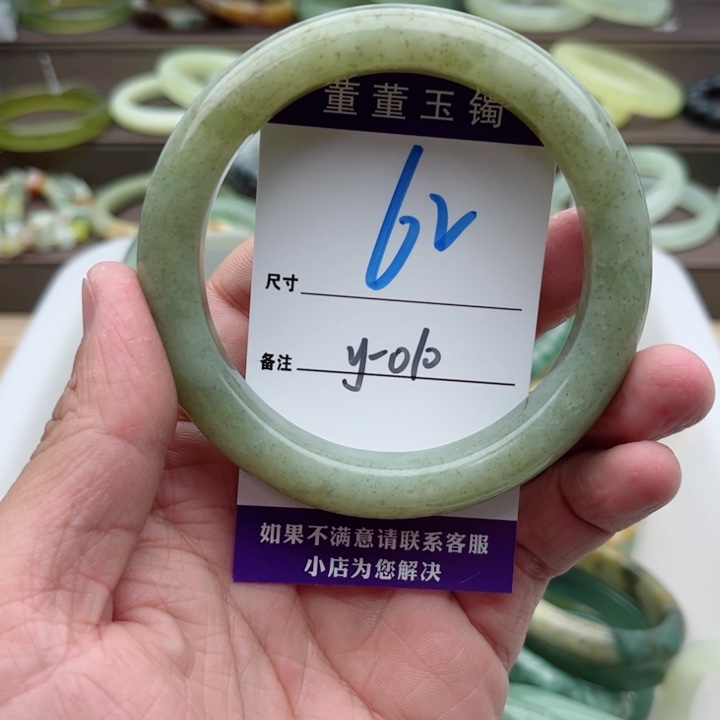 董董玉镯
62
尺寸
y-010
备注
如果不满意请联系客服
小店为您解决